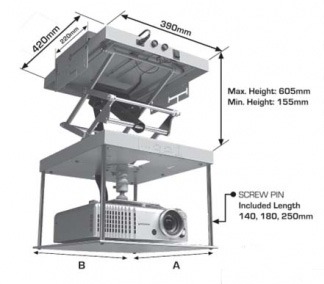 420mm
220mm
390mm
Max. Height: 605mm
Min. Height: 155mm
SCREW PIN
Included Length
140, 180, 250mm
B
A